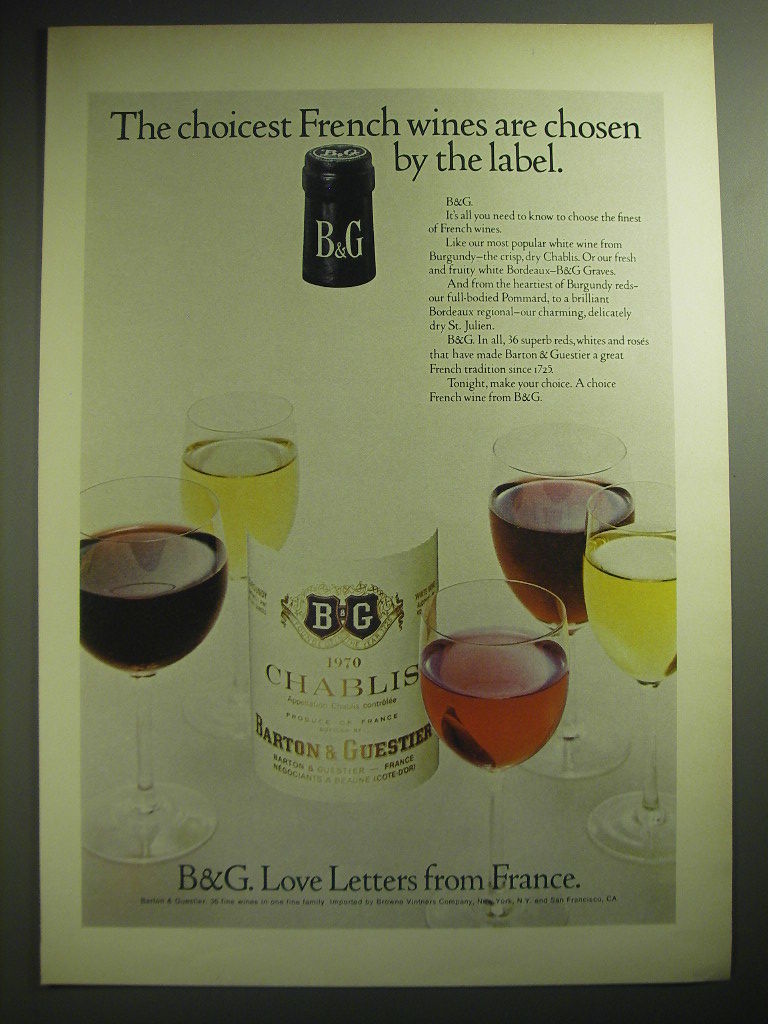 The choicest French wines are chosen
by the label.
B&G
B&G
B&G.
It's all you need to know to choose the finest
of French wines.
Like our most popular white wine from
Burgundy—the crisp, dry Chablis. Or our fresh
and fruity white Bordeaux—B&G Graves.
And from the heartiest of Burgundy reds—
our full-bodied Pommard, to a brilliant
Bordeaux regional—our charming, delicately
dry St. Julien.
B&G. In all, 36 superb reds, whites and rosés
that have made Barton & Guestier a great
French tradition since 1725.
Tonight, make your choice. A choice
French wine from B&G.
B&G
1970
CHABLIS
Appellation Chablis contrôlée
PRODUCE OF FRANCE
BOTTLED BY
BARTON & GUESTIER
BARTON & GUESTIER — FRANCE
NÉGOCIANTS A BEAUNE (COTE-D'OR)
B&G. Love Letters from France.
Barton & Guestier. 36 fine wines in one fine family. Imported by Browne Vintners Company, New York, N.Y. and San Francisco, CA.